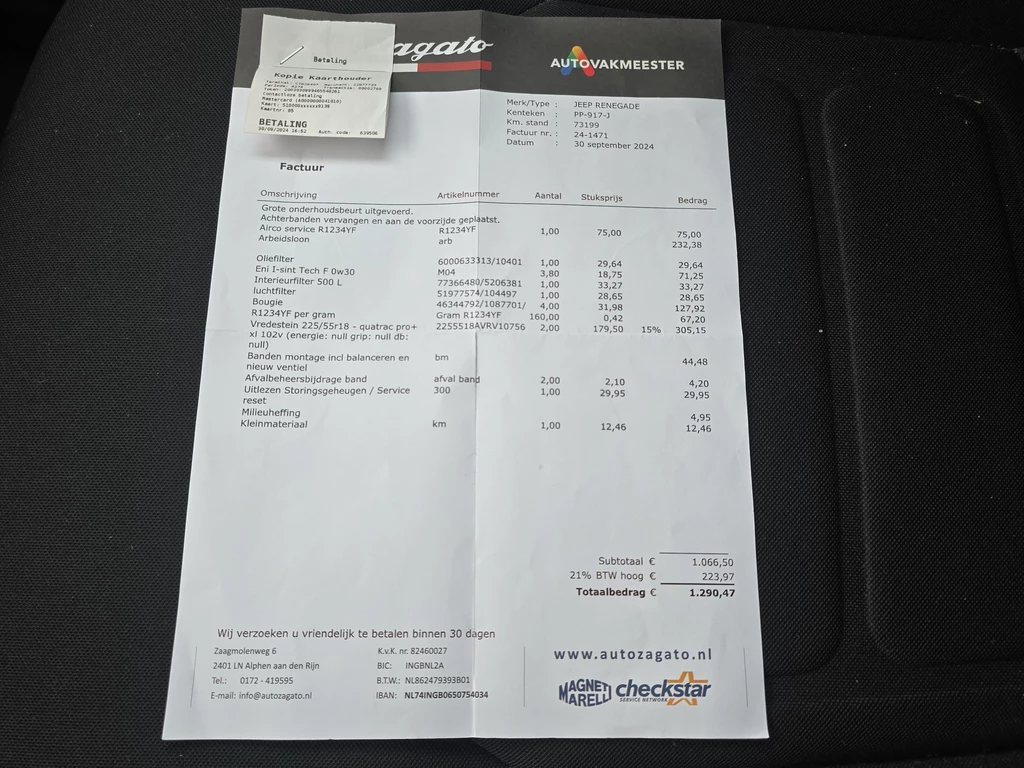 agato
AUTOVAKMEESTER
Betaling
Kopie Kaarthouder
Contactloze betaling
Kaartnr: 05
BETALING
30/09/2024 16:52 Auth. code: 639506
Merk/Type : JEEP RENEGADE
Kenteken : PP-917-J
Km. stand : 73199
Factuur nr. : 24-1471
Datum : 30 september 2024
Factuur
Omschrijving Artikelnummer Aantal Stuksprijs Bedrag
Grote onderhoudsbeurt uitgevoerd.
Achterbanden vervangen en aan de voorzijde geplaatst.
Airco service R1234YF R1234YF 1,00 75,00 75,00
Arbeidsloon arb 232,38
Oliefilter 6000633313/10401 1,00 29,64 29,64
Eni I-sint Tech F 0w30 M04 3,80 18,75 71,25
Interieurfilter 500 L 77366480/5206381 1,00 33,27 33,27
luchtfilter 51977574/104497 1,00 28,65 28,65
Bougie 46344792/1087701/ 4,00 31,98 127,92
R1234YF per gram Gram R1234YF 160,00 0,42 67,20
Vredestein 225/55r18 - quatrac pro+ 2255518AVRV10756 2,00 179,50 15% 305,15
xl 102v (energie: null grip: null db:
null)
Banden montage incl balanceren en bm 44,48
nieuw ventiel
Afvalbeheersbijdrage band afval band 2,00 2,10 4,20
Uitlezen Storingsgeheugen / Service 300 1,00 29,95 29,95
reset
Milieuheffing 4,95
Kleinmateriaal km 1,00 12,46 12,46
Subtotaal € 1.066,50
21% BTW hoog € 223,97
Totaalbedrag € 1.290,47
Wij verzoeken u vriendelijk te betalen binnen 30 dagen
Zaagmolenweg 6 K.v.K. nr. 82460027
2401 LN Alphen aan den Rijn BIC: INGBNL2A
Tel.: 0172 - 419595 B.T.W.: NL862479393B01
E-mail: info@autozagato.nl IBAN: NL74INGB0650754034
www.autozagato.nl
MAGNETI MARELLI checkstar
SERVICE NETWORK